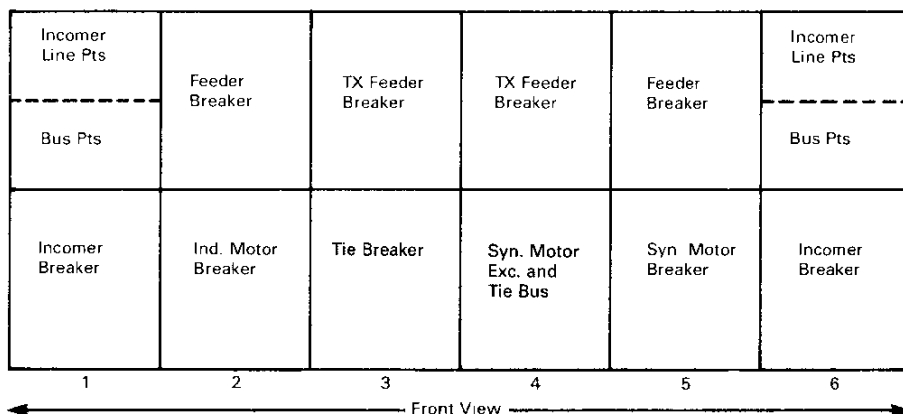 Incomer
Line Pts
Bus Pts
Feeder
Breaker
TX Feeder
Breaker
TX Feeder
Breaker
Feeder
Breaker
Incomer
Line Pts
Bus Pts
Incomer
Breaker
Ind. Motor
Breaker
Tie Breaker
Syn. Motor
Exc. and
Tie Bus
Syn. Motor
Breaker
Incomer
Breaker
1
2
3
4
5
6
Front View